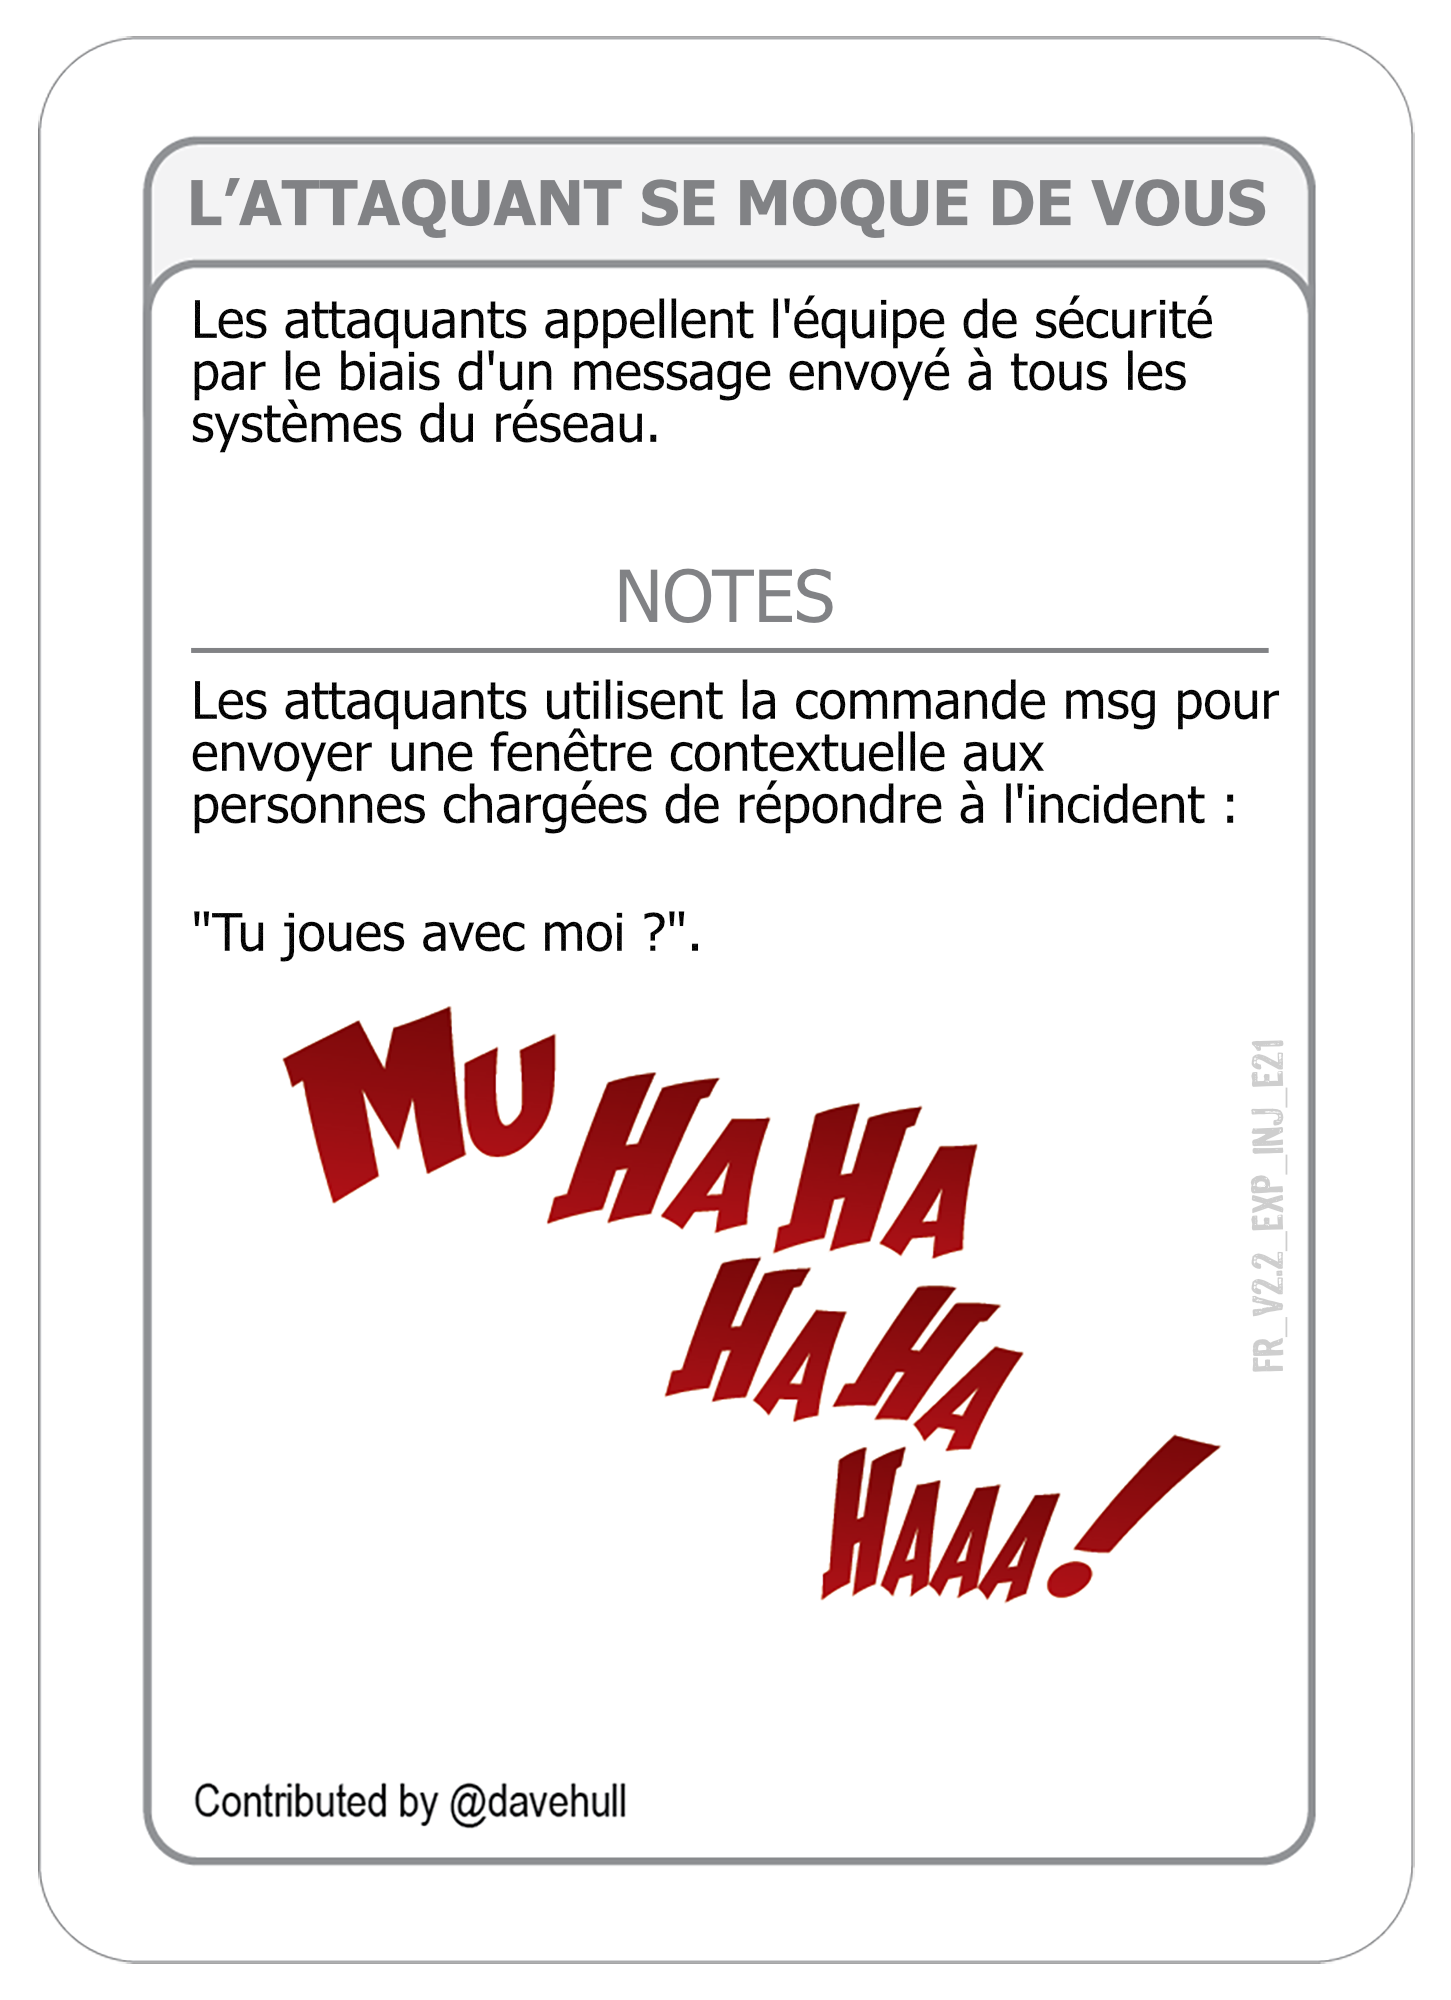 L’ATTAQUANT SE MOQUE DE VOUS
Les attaquants appellent l'équipe de sécurité
par le biais d'un message envoyé à tous les
systèmes du réseau.
NOTES
Les attaquants utilisent la commande msg pour
envoyer une fenêtre contextuelle aux
personnes chargées de répondre à l'incident :
"Tu joues avec moi ?".
MU HA HA
HA HA
HAAA!
FR_V2.2_EXP_INJ_E21
Contributed by @davehull